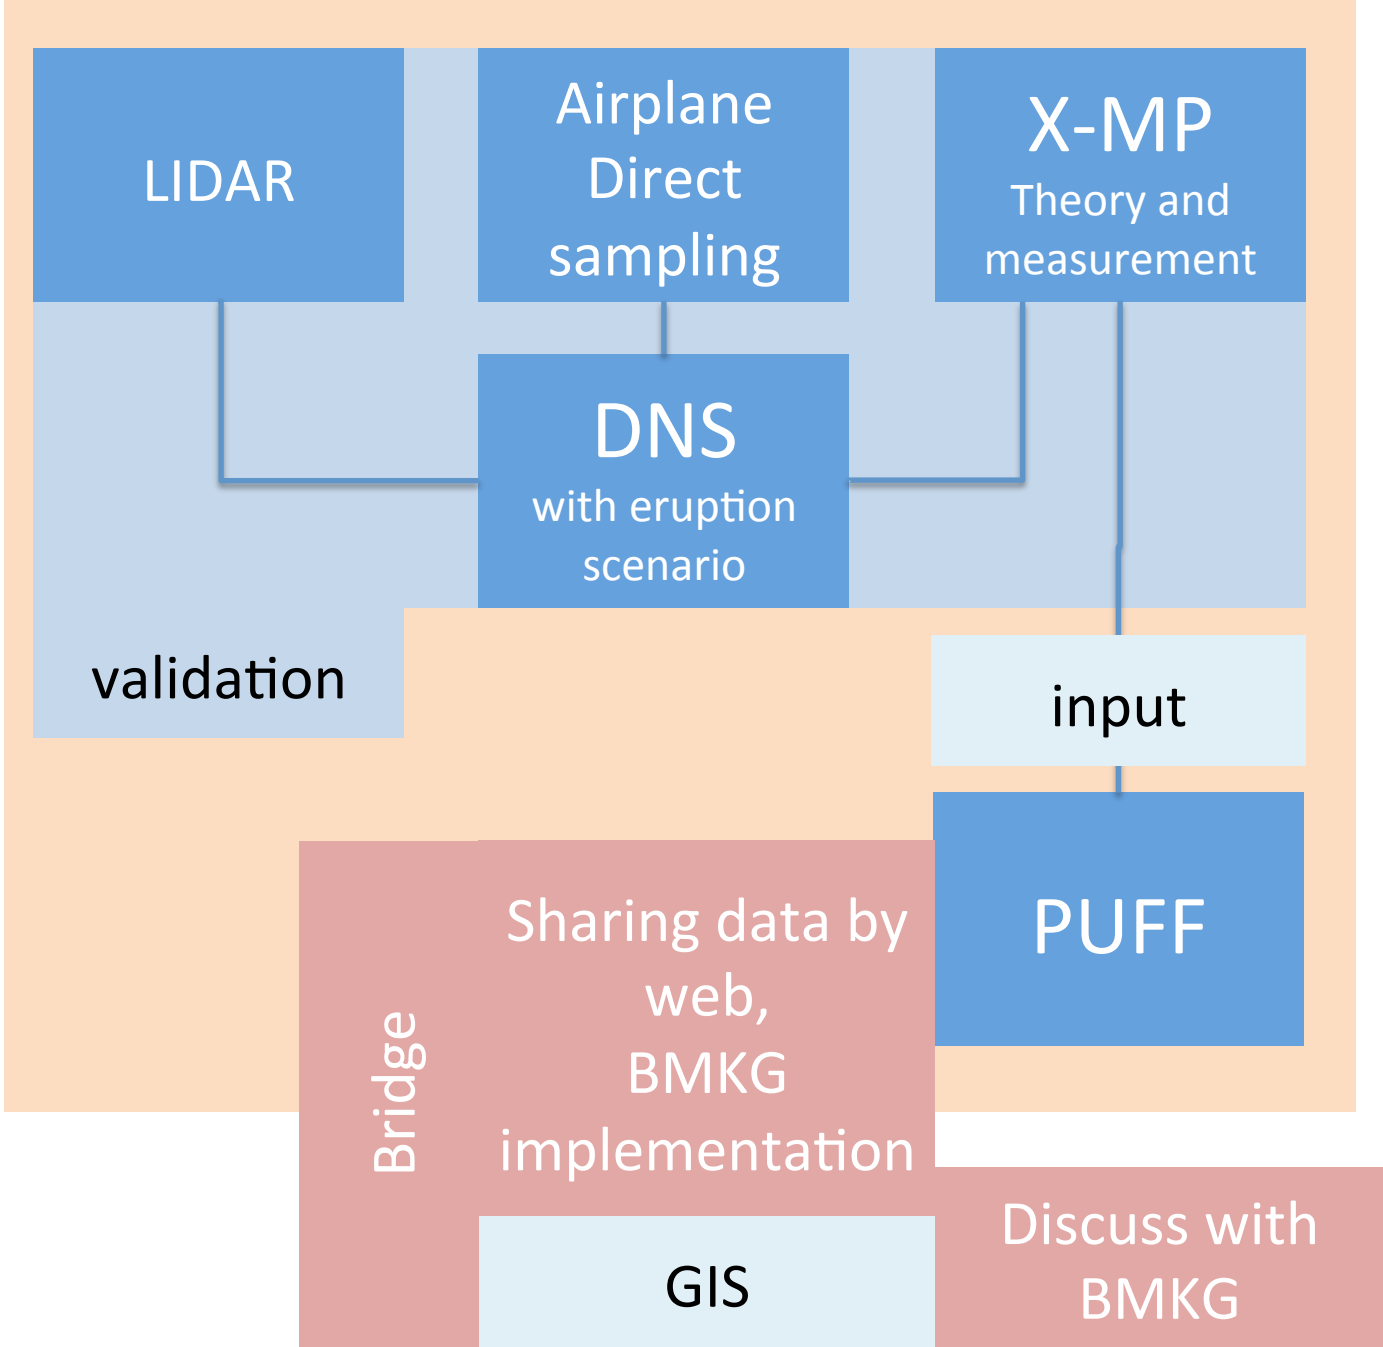 LIDAR
Airplane
Direct
sampling
X-MP
Theory and
measurement
DNS
with eruption
scenario
validation
input
PUFF
Bridge
Sharing data by
web,
BMKG
implementation
GIS
Discuss with
BMKG